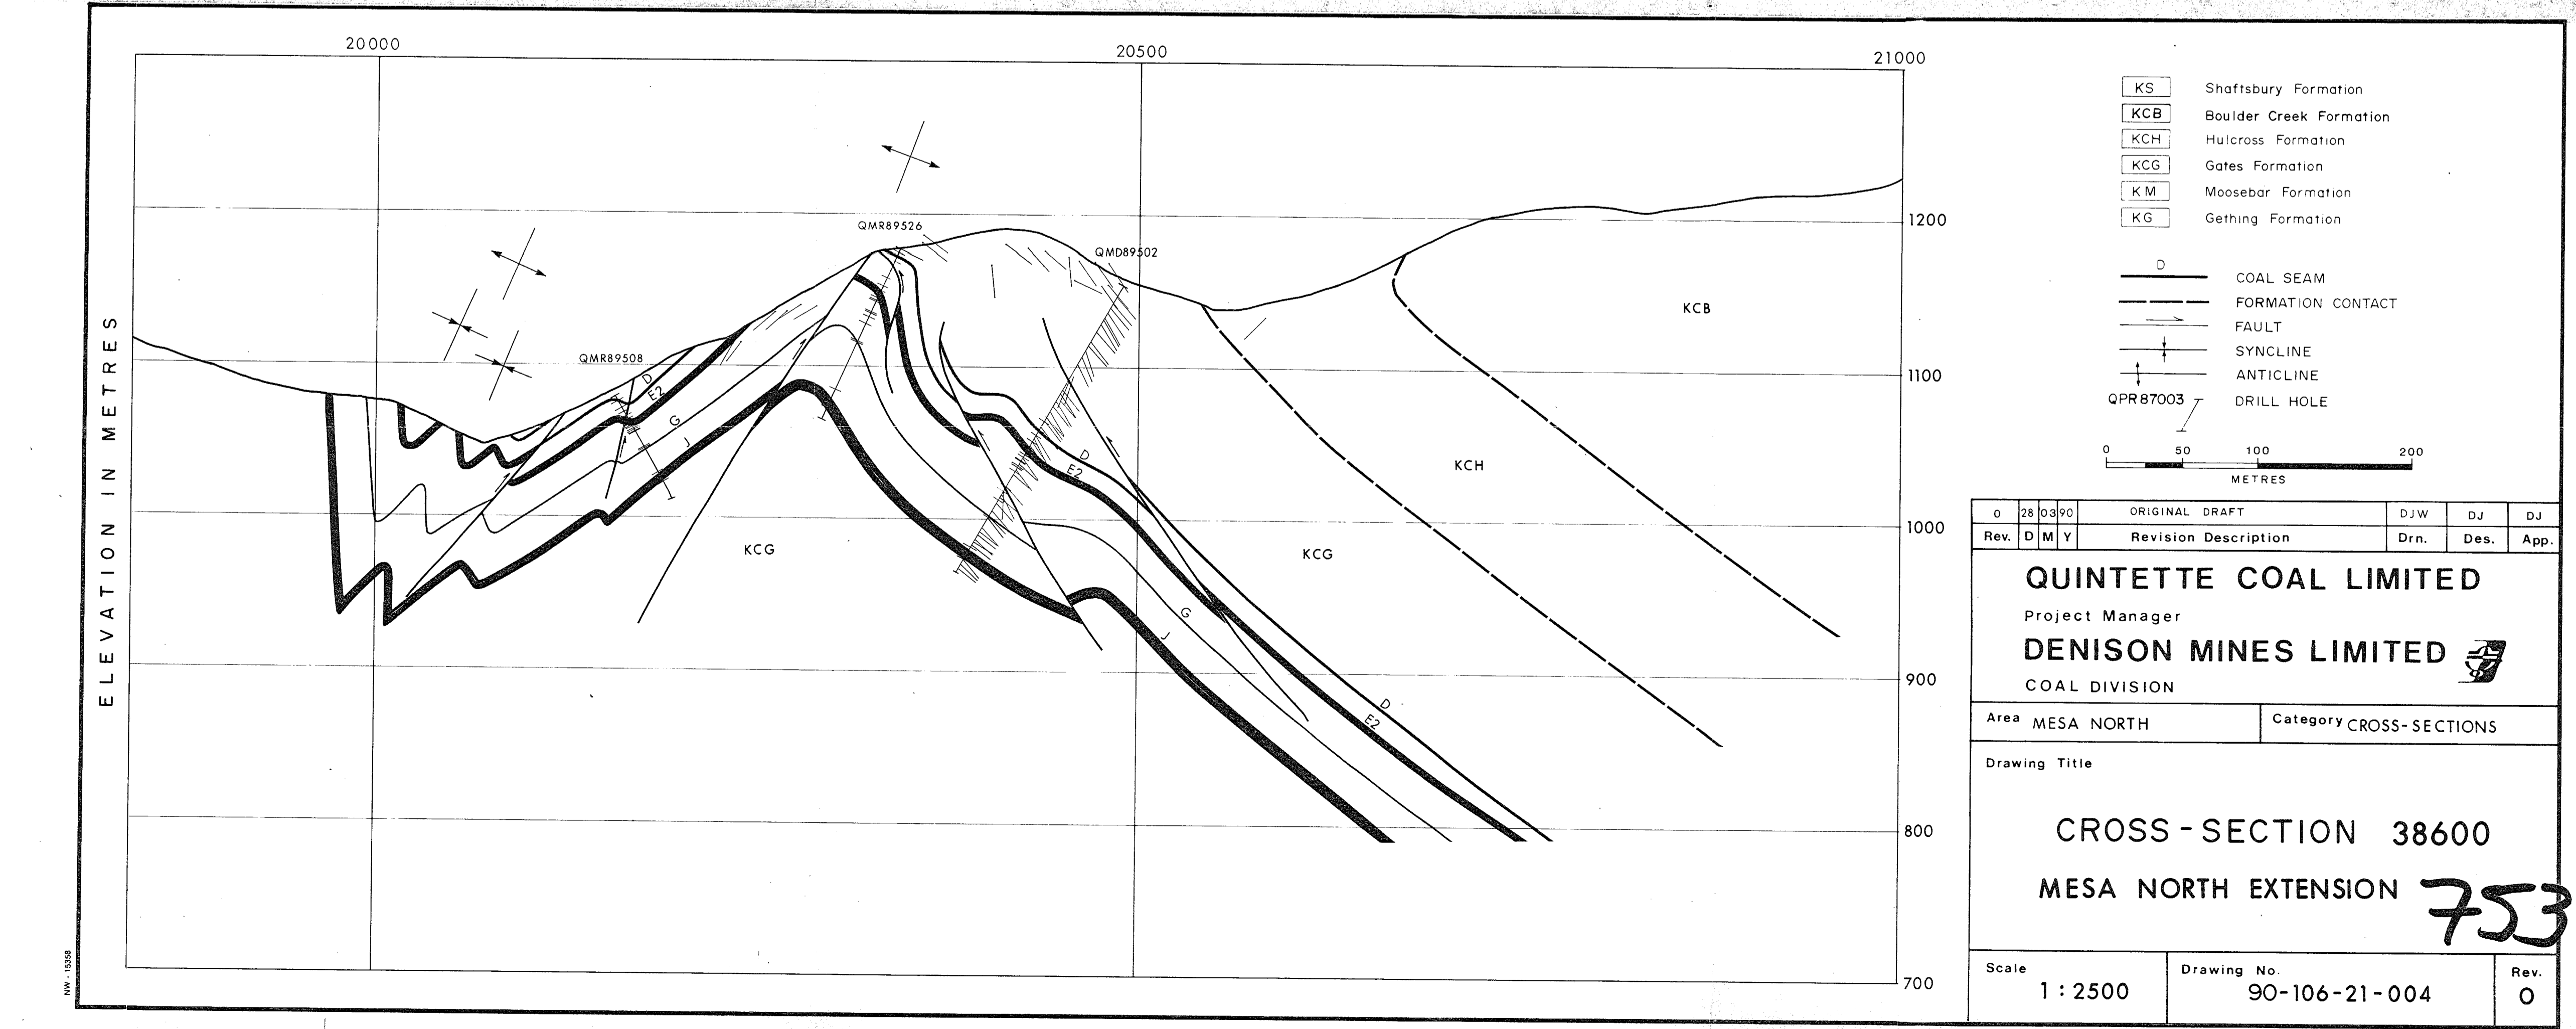 20000
20500
21000
ELEVATION IN METRES
QMR89526
QMD89502
QMR89508
1200
1100
1000
900
800
700
D
E2
G
J
D
E2
G
J
D
E2
KCG
KCG
KCH
KCB
KS Shaftsbury Formation
KCB Boulder Creek Formation
KCH Hulcross Formation
KCG Gates Formation
KM Moosebar Formation
KG Gething Formation
D
COAL SEAM
FORMATION CONTACT
FAULT
SYNCLINE
ANTICLINE
QPR87003 DRILL HOLE
0 50 100 200
METRES
0 28 03 90 ORIGINAL DRAFT DJW DJ DJ
Rev. D M Y Revision Description Drn. Des. App.
QUINTETTE COAL LIMITED
Project Manager
DENISON MINES LIMITED
COAL DIVISION
Area MESA NORTH Category CROSS-SECTIONS
Drawing Title
CROSS-SECTION 38600
MESA NORTH EXTENSION
753
Scale Drawing No. Rev.
1:2500 90-106-21-004 0
NW-15358